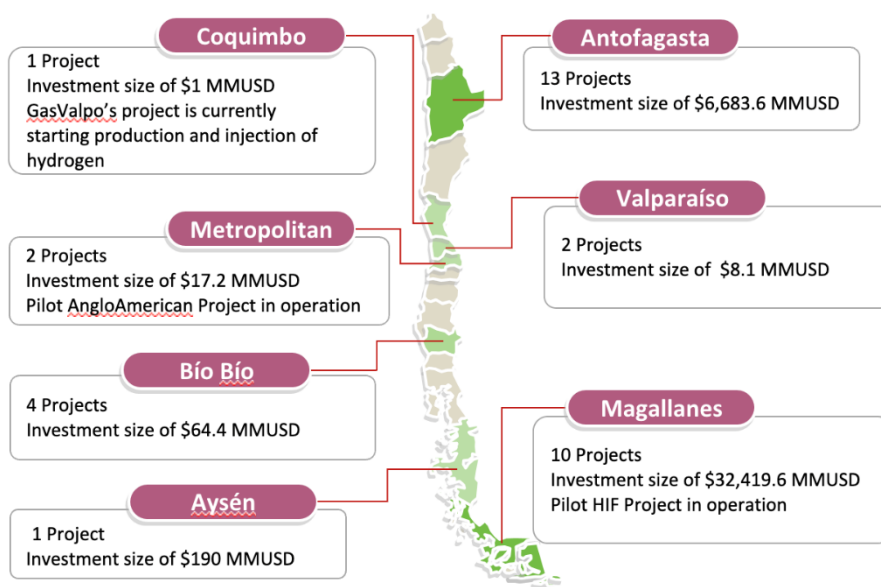 Coquimbo
1 Project
Investment size of $1 MMUSD
GasValpo’s project is currently
starting production and injection of
hydrogen
Antofagasta
13 Projects
Investment size of $6,683.6 MMUSD
Metropolitan
2 Projects
Investment size of $17.2 MMUSD
Pilot AngloAmerican Project in operation
Valparaíso
2 Projects
Investment size of $8.1 MMUSD
Bío Bío
4 Projects
Investment size of $64.4 MMUSD
Magallanes
10 Projects
Investment size of $32,419.6 MMUSD
Pilot HIF Project in operation
Aysén
1 Project
Investment size of $190 MMUSD